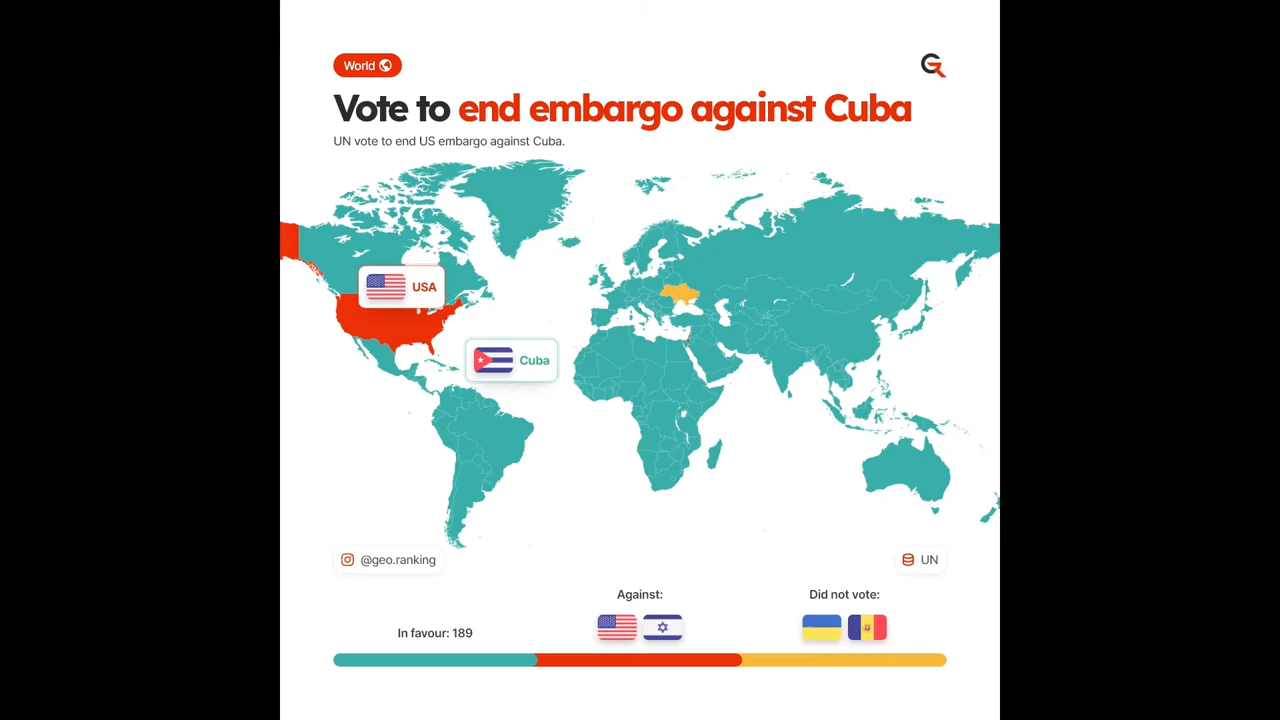 World
Vote to end embargo against Cuba
UN vote to end US embargo against Cuba.
USA
Cuba
@geo.ranking
UN
In favour: 189
Against:
Did not vote: